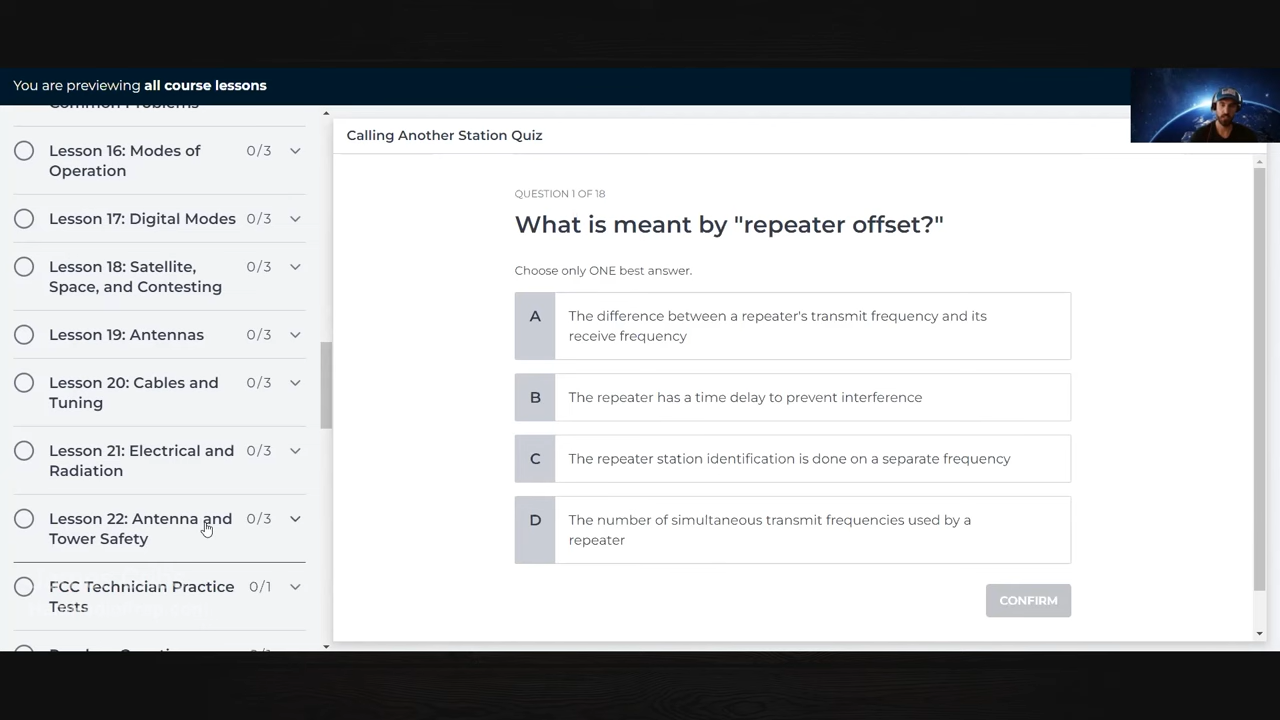 You are previewing all course lessons
Common Problems
Lesson 16: Modes of
Operation
0/3
Lesson 17: Digital Modes
0/3
Lesson 18: Satellite,
Space, and Contesting
0/3
Lesson 19: Antennas
0/3
Lesson 20: Cables and
Tuning
0/3
Lesson 21: Electrical and
Radiation
0/3
Lesson 22: Antenna and
Tower Safety
0/3
FCC Technician Practice
Tests
0/1
Calling Another Station Quiz
QUESTION 1 OF 18
What is meant by "repeater offset?"
Choose only ONE best answer.
A
The difference between a repeater's transmit frequency and its
receive frequency
B
The repeater has a time delay to prevent interference
C
The repeater station identification is done on a separate frequency
D
The number of simultaneous transmit frequencies used by a
repeater
CONFIRM